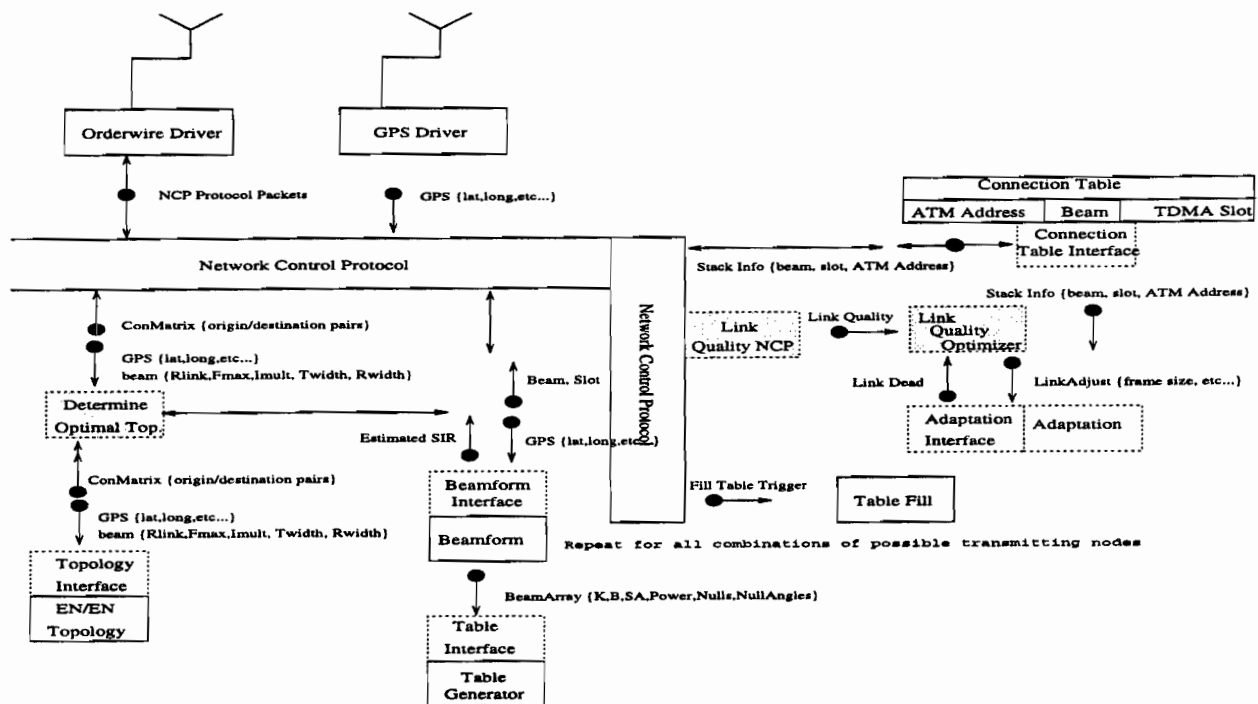 Orderwire Driver
GPS Driver
NCP Protocol Packets
GPS {lat,long,etc...}
Connection Table
ATM Address
Beam
TDMA Slot
Connection
Table Interface
Network Control Protocol
Stack Info {beam, slot, ATM Address}
Stack Info {beam, slot, ATM Address}
Network Control Protocol
Link
Quality NCP
Link Quality
Link
Quality
Optimizer
ConMatrix {origin/destination pairs}
GPS {lat,long,etc...}
beam {Rlink,Fmax,Imult, Twidth, Rwidth}
Beam, Slot
Link Dead
LinkAdjust {frame size, etc...}
Determine
Optimal Top.
Estimated SIR
GPS {lat,long,etc...}
Adaptation
Interface
Adaptation
ConMatrix {origin/destination pairs}
GPS {lat,long,etc...}
beam {Rlink,Fmax,Imult, Twidth, Rwidth}
Beamform
Interface
Beamform
Fill Table Trigger
Table Fill
Repeat for all combinations of possible transmitting nodes
Topology
Interface
EN/EN
Topology
BeamArray {K,B,SA,Power,Nulls,NullAngles}
Table
Interface
Table
Generator